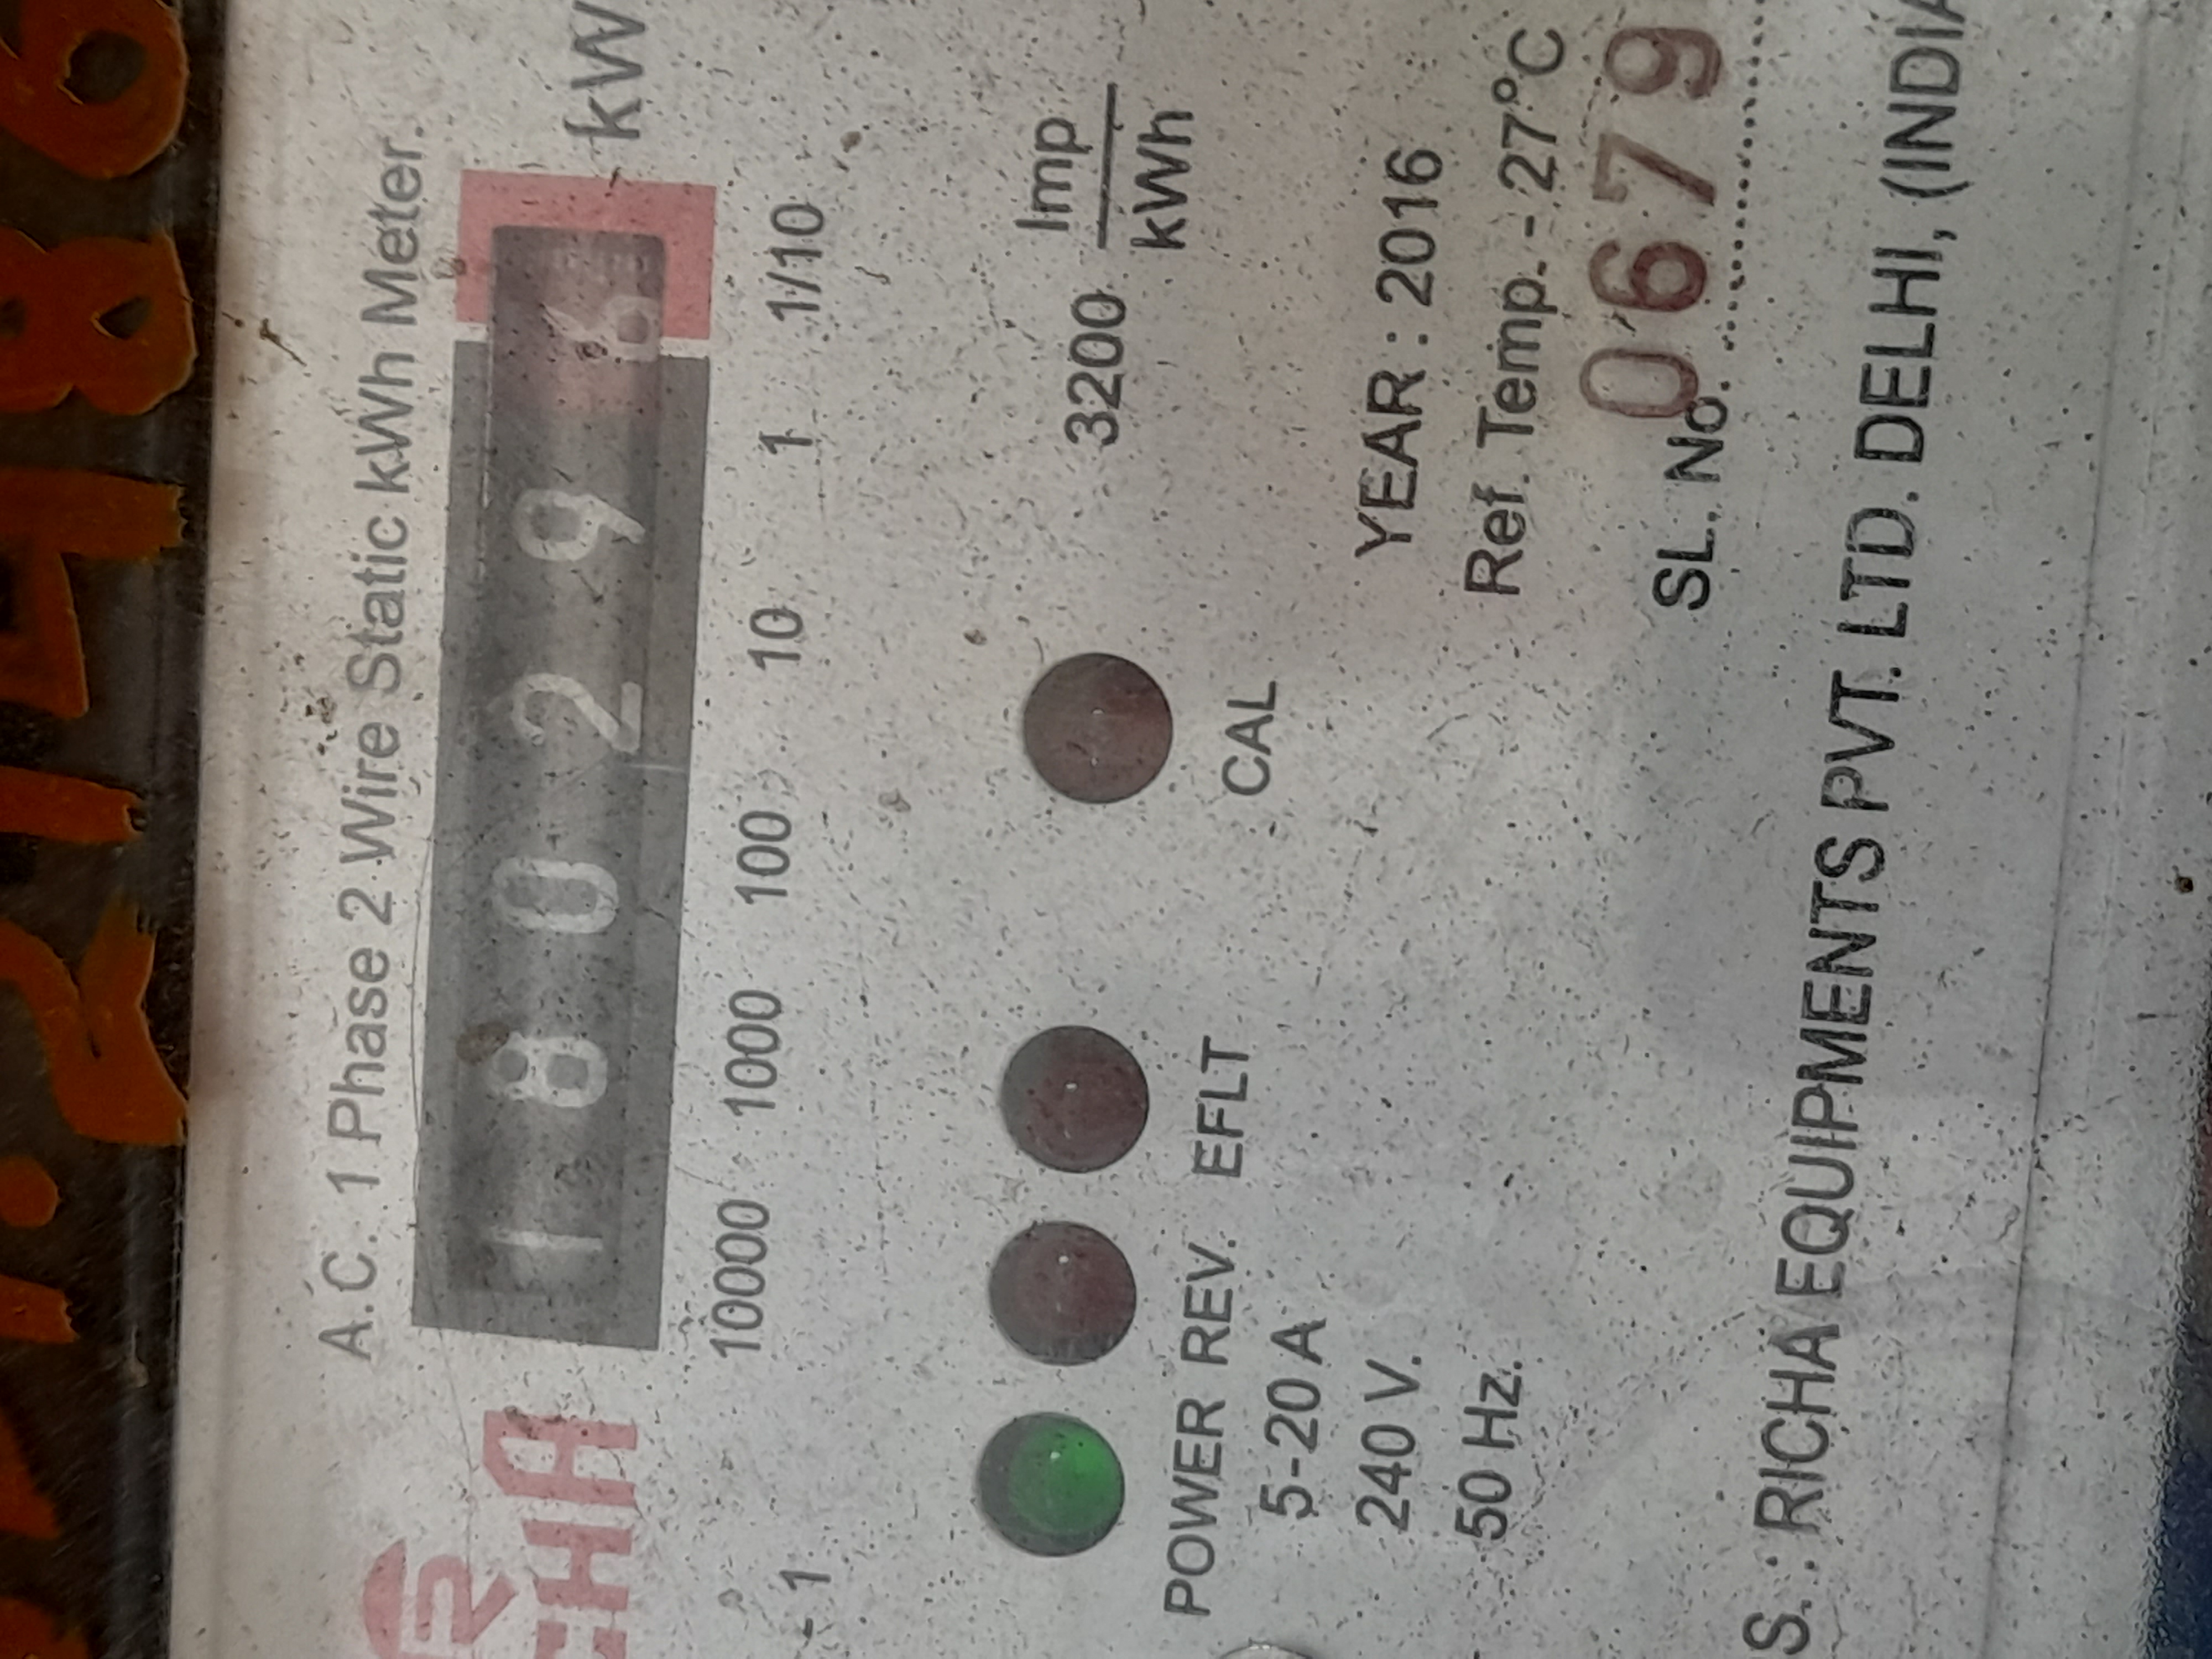 A.C. 1 Phase 2 Wire Static kWh Meter.
1 8 0 2 9 6 kW
10000 1000 100 10 1 1/10
3200 Imp
kWh
POWER REV. EFLT CAL
5-20 A
240 V.
50 Hz.
YEAR : 2016
Ref. Temp. - 27°C
SL. No. 0679
S. : RICHA EQUIPMENTS PVT. LTD. DELHI, (INDIA
- 1